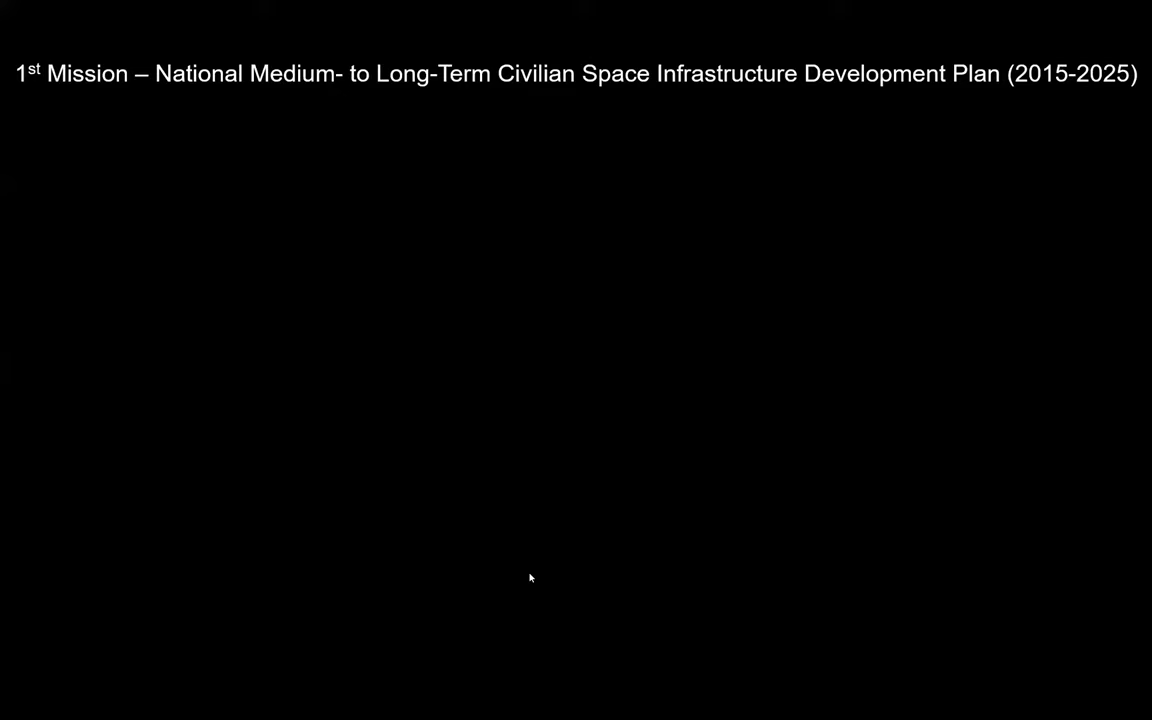 1st Mission – National Medium- to Long-Term Civilian Space Infrastructure Development Plan (2015-2025)